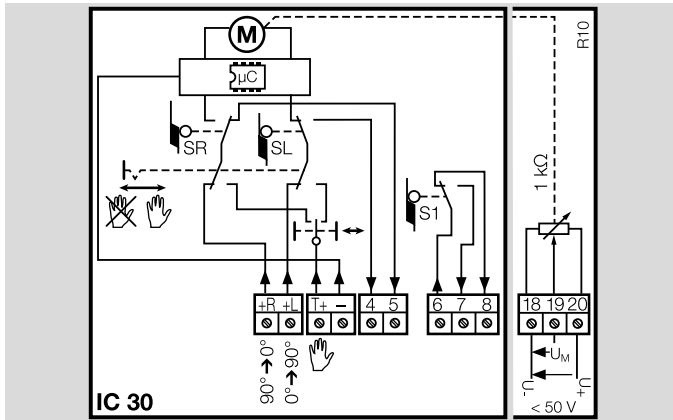 M
R10
µC
SR
SL
1 kΩ
S1
+R +L T+ – 4 5 6 7 8 18 19 20
90° ➔ 0°
0° ➔ 90°
U_M
U-
U+
< 50 V
IC 30